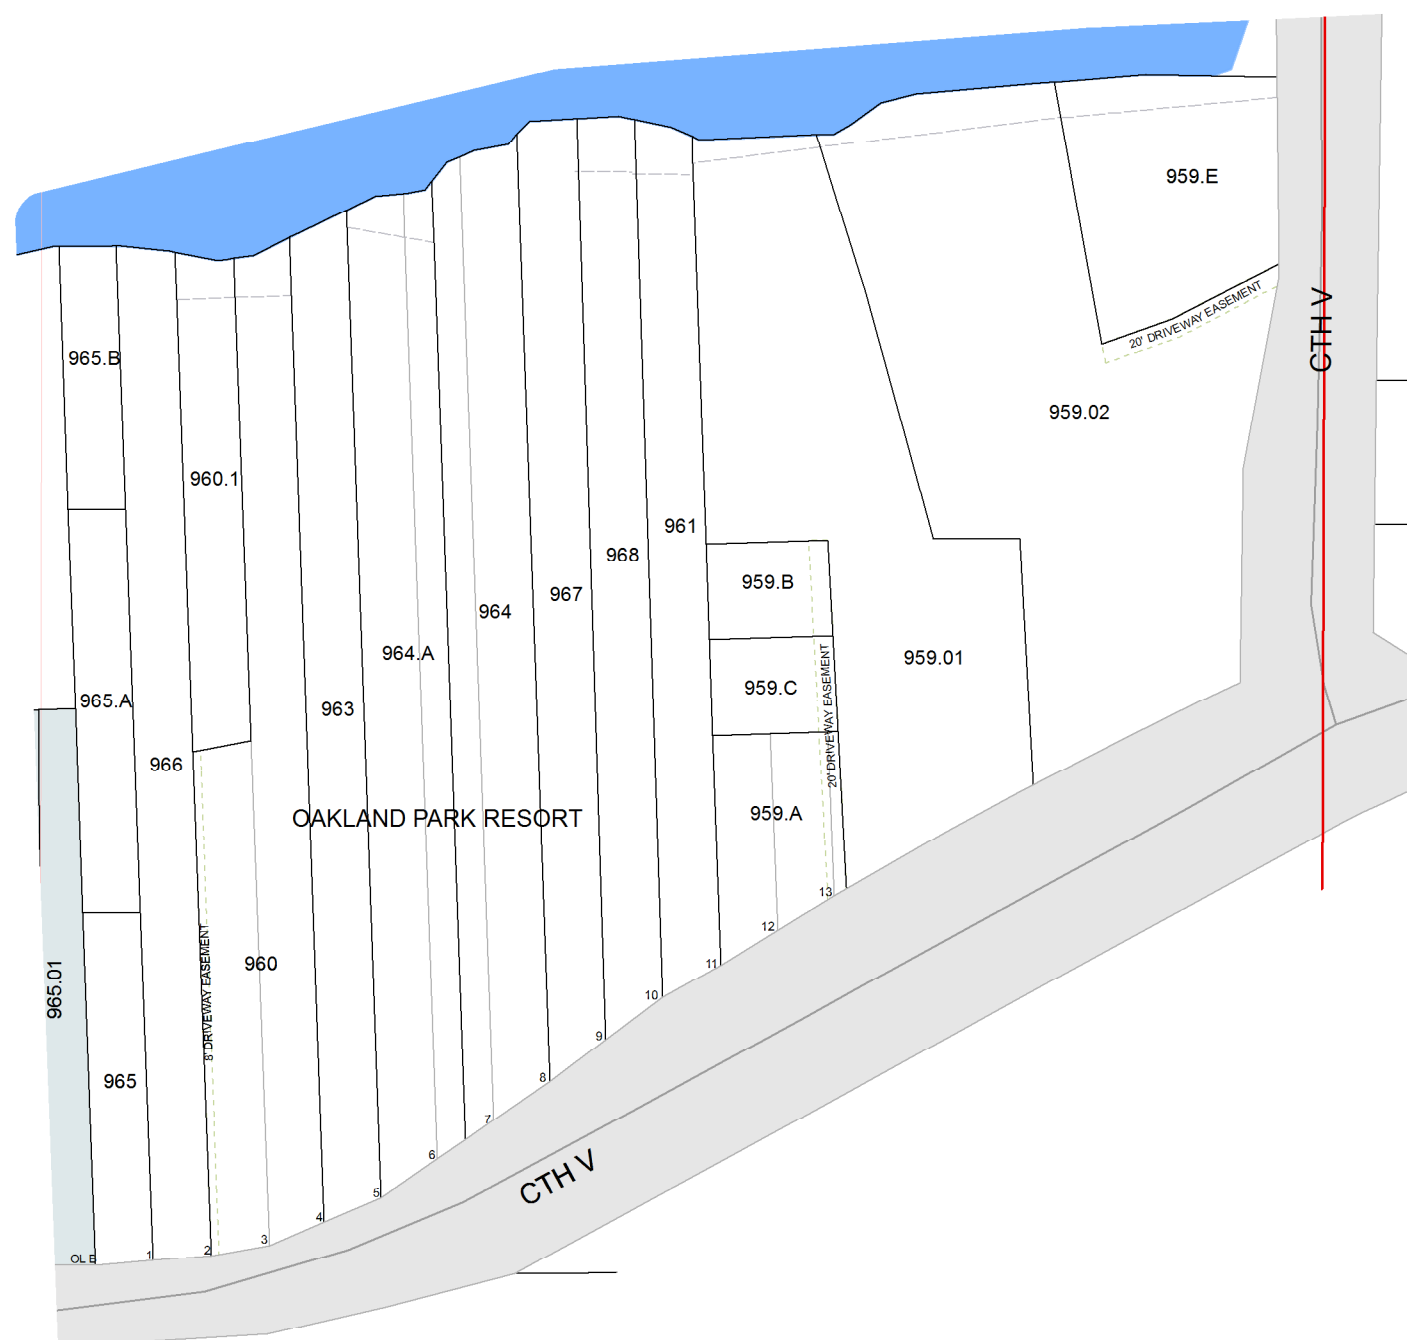 959.E
20' DRIVEWAY EASEMENT
CTH V
965.B
959.02
960.1
961
968
959.B
967
964
964.A
959.01
959.C
20' DRIVEWAY EASEMENT
965.A
963
966
OAKLAND PARK RESORT
959.A
13
12
960
11
965.01
8' DRIVEWAY EASEMENT
10
9
965
8
7
6
CTH V
5
4
3
2
1
OL E